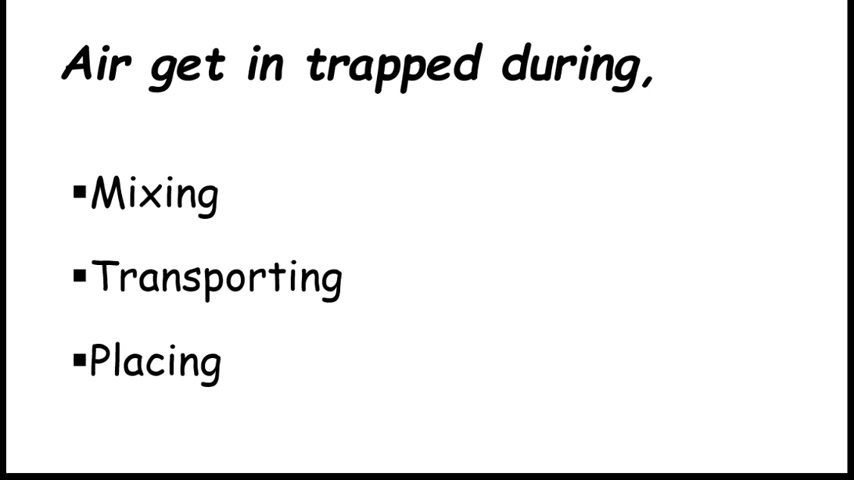 Air get in trapped during,
▪Mixing
▪Transporting
▪Placing